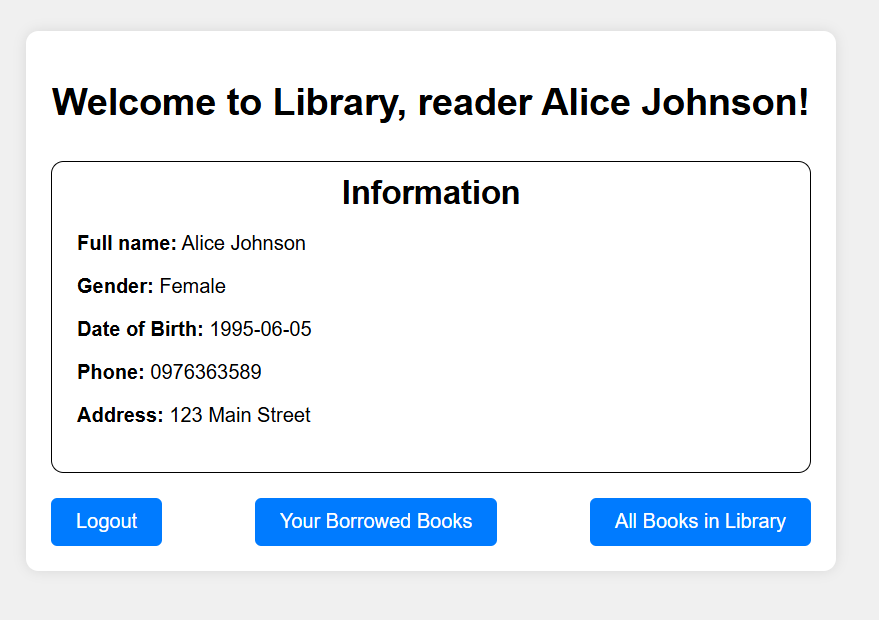 Welcome to Library, reader Alice Johnson!
Information
Full name: Alice Johnson
Gender: Female
Date of Birth: 1995-06-05
Phone: 0976363589
Address: 123 Main Street
Logout
Your Borrowed Books
All Books in Library